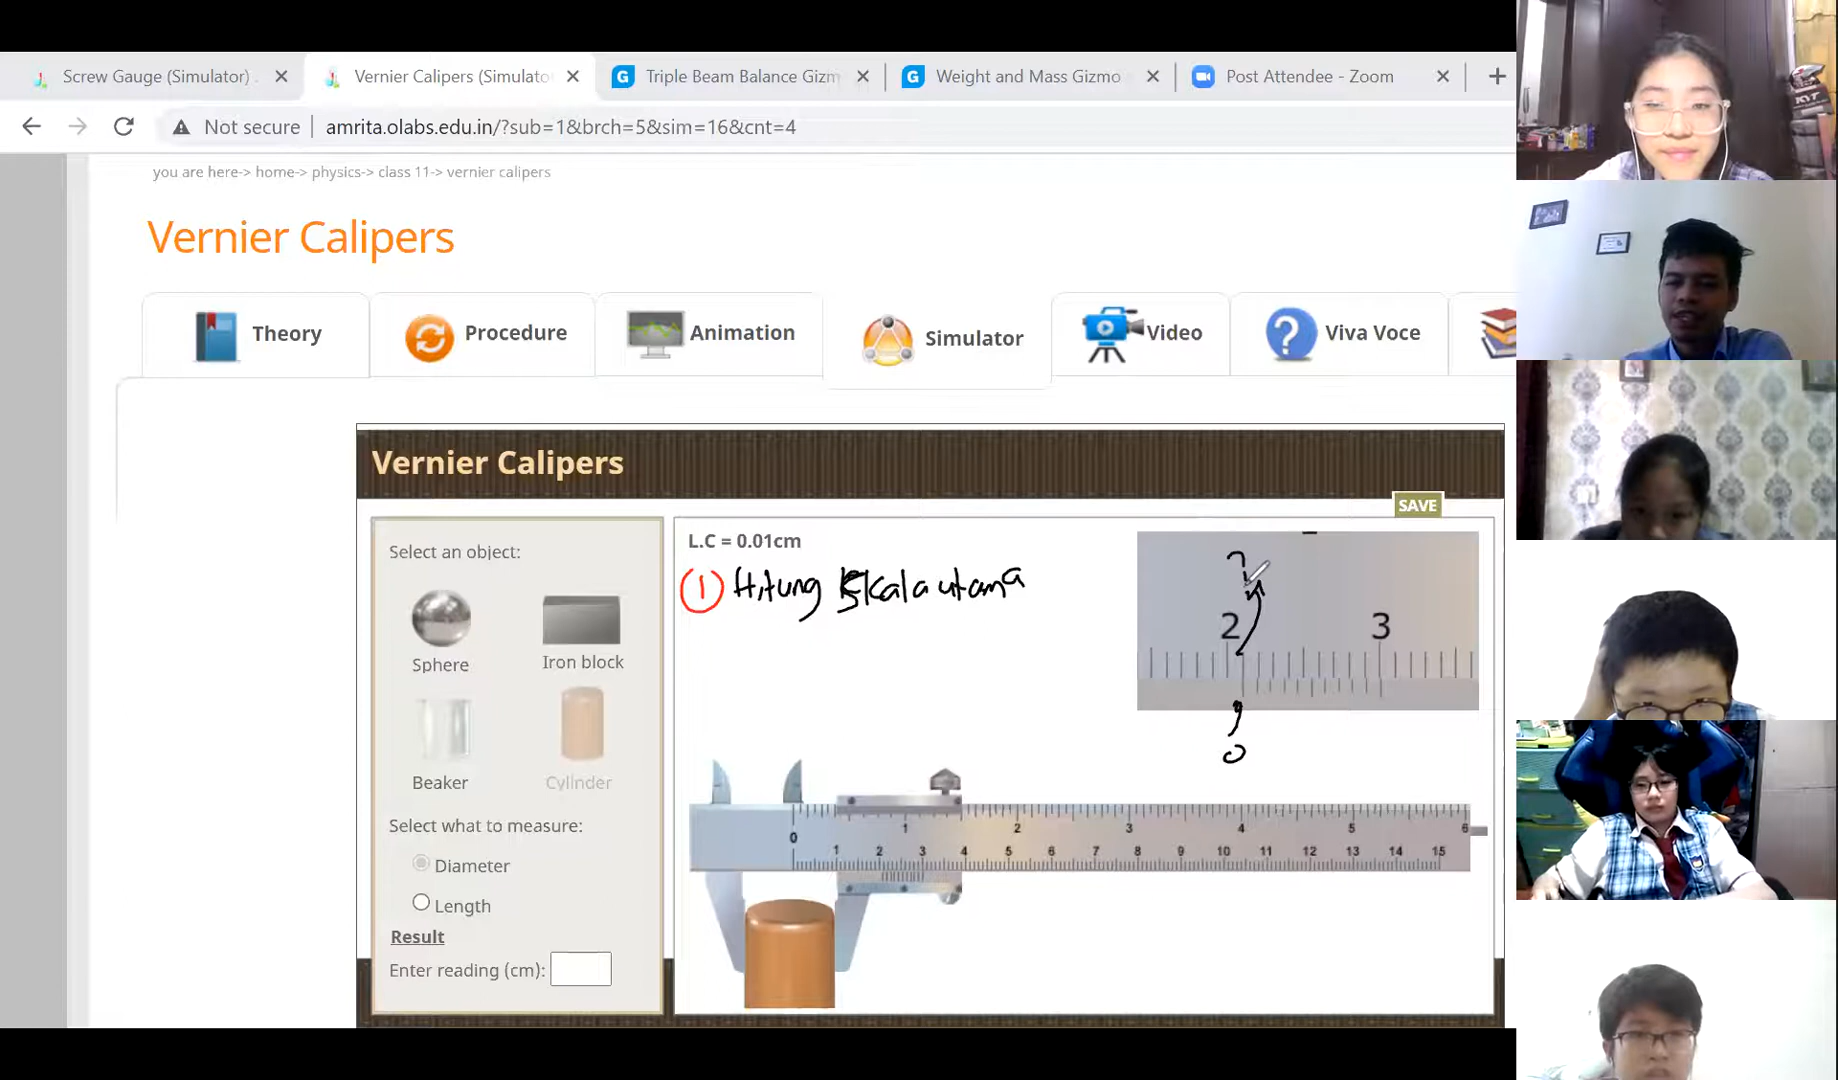 Screw Gauge (Simulator)
Vernier Calipers (Simulato
Triple Beam Balance Gizm
Weight and Mass Gizmo
Post Attendee - Zoom
Not secure
amrita.olabs.edu.in/?sub=1&brch=5&sim=16&cnt=4
you are here-> home-> physics-> class 11-> vernier calipers
Vernier Calipers
Theory
Procedure
Animation
Simulator
Video
Viva Voce
Vernier Calipers
SAVE
Select an object:
Sphere
Iron block
Beaker
Cylinder
Select what to measure:
Diameter
Length
Result
Enter reading (cm):
L.C = 0.01cm
1 Hitung Skala utama
?
2 3
0
0 1 2 3 4 5 6
1 2 3 4 5 6 7 8 9 10 11 12 13 14 15